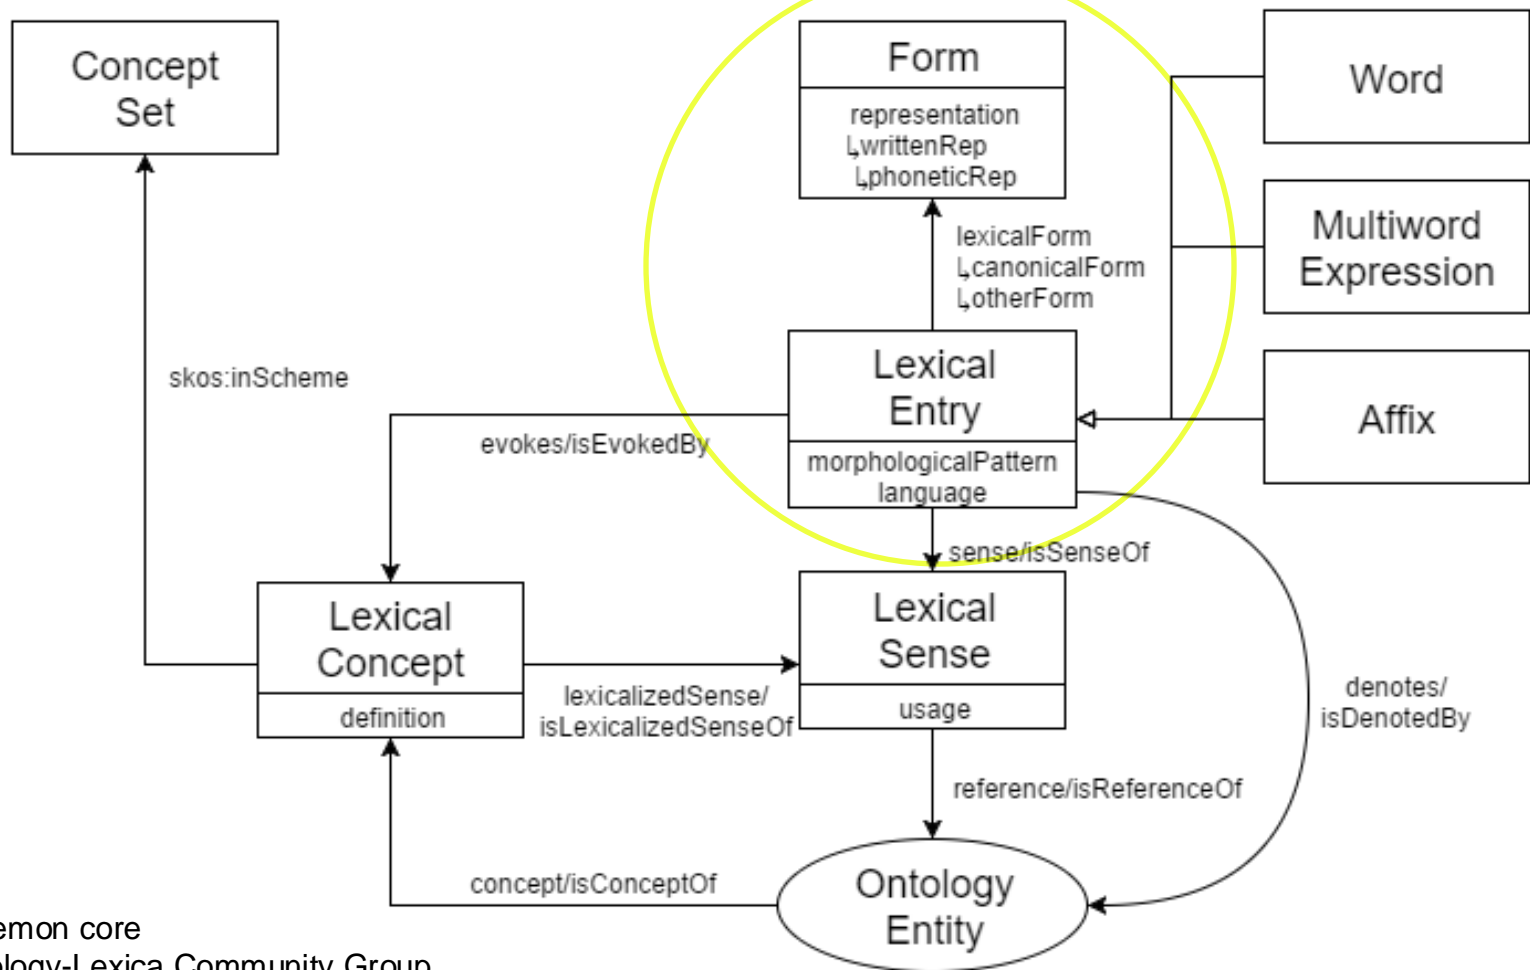 Concept
Set
Form
representation
↳writtenRep
↳phoneticRep
Word
Multiword
Expression
Affix
lexicalForm
↳canonicalForm
↳otherForm
Lexical
Entry
morphologicalPattern
language
skos:inScheme
evokes/isEvokedBy
sense/isSenseOf
Lexical
Concept
definition
lexicalizedSense/
isLexicalizedSenseOf
Lexical
Sense
usage
denotes/
isDenotedBy
reference/isReferenceOf
concept/isConceptOf
Ontology
Entity
emon core
ology-Lexica Community Group